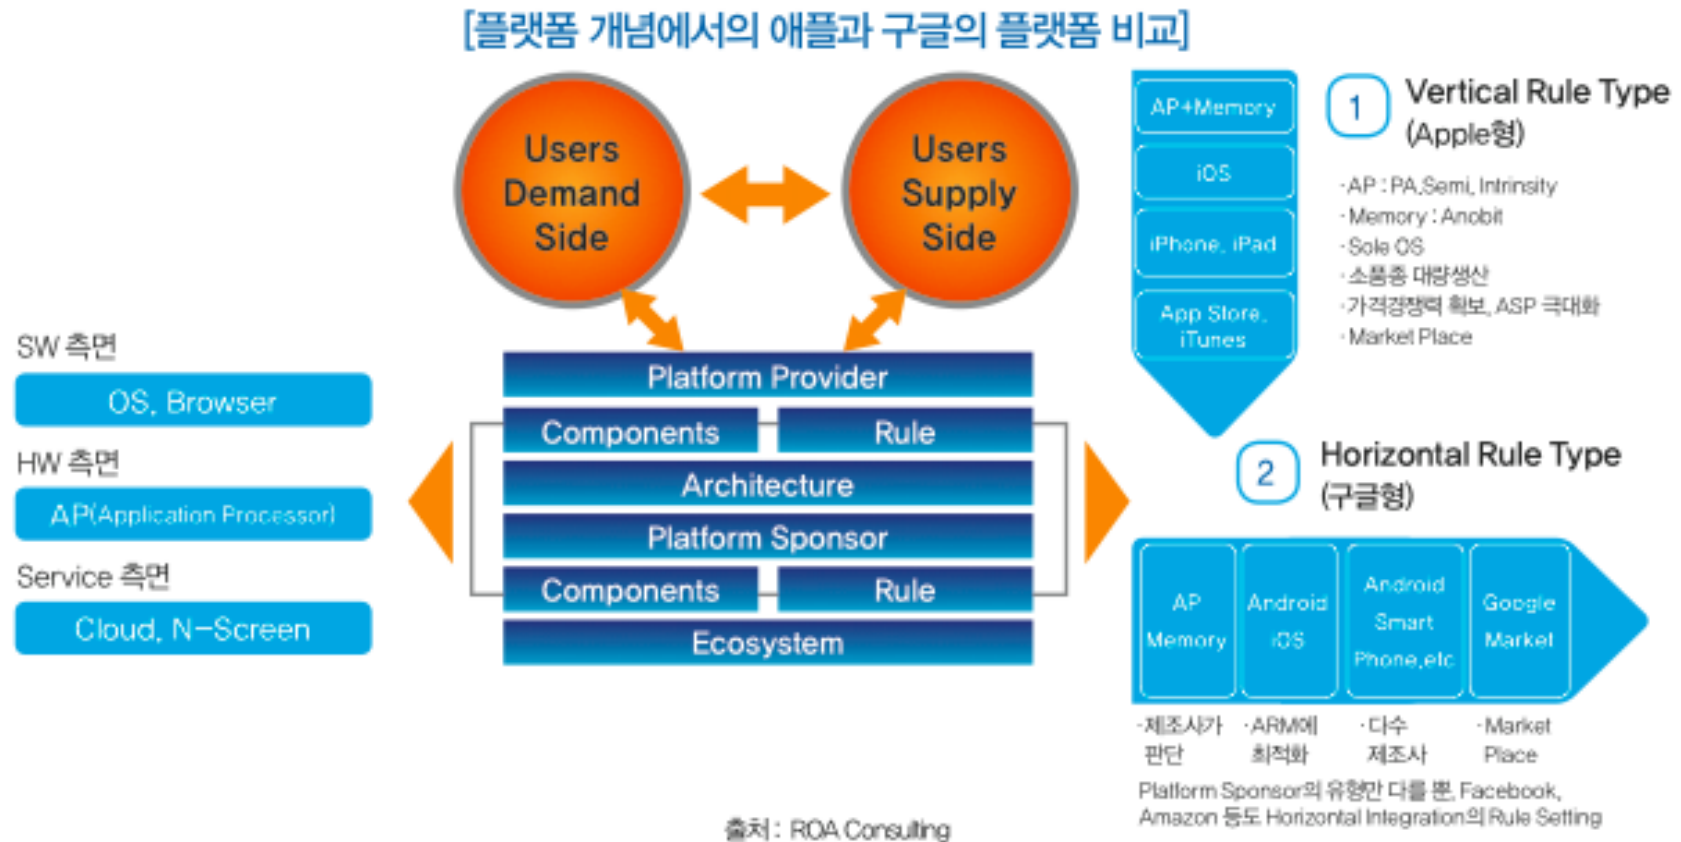 [플랫폼 개념에서의 애플과 구글의 플랫폼 비교]
Users
Demand
Side
Users
Supply
Side
SW 측면
OS, Browser
HW 측면
AP(Application Processor)
Service 측면
Cloud, N-Screen
Platform Provider
Components
Rule
Architecture
Platform Sponsor
Components
Rule
Ecosystem
AP+Memory
iOS
iPhone, iPad
App Store,
iTunes
1
Vertical Rule Type
(Apple형)
·AP : PA.Semi, Intrinsity
·Memory : Anobit
·Sole OS
·소품종 대량생산
·가격경쟁력 확보, ASP 극대화
·Market Place
2
Horizontal Rule Type
(구글형)
AP
Memory
Android
iOS
Android
Smart
Phone,etc
Google
Market
·제조사가
판단
·ARM에
최적화
·다수
제조사
·Market
Place
Platform Sponsor의 유형만 다를 뿐, Facebook,
Amazon 등도 Horizontal Integration의 Rule Setting
출처 : ROA Consulting